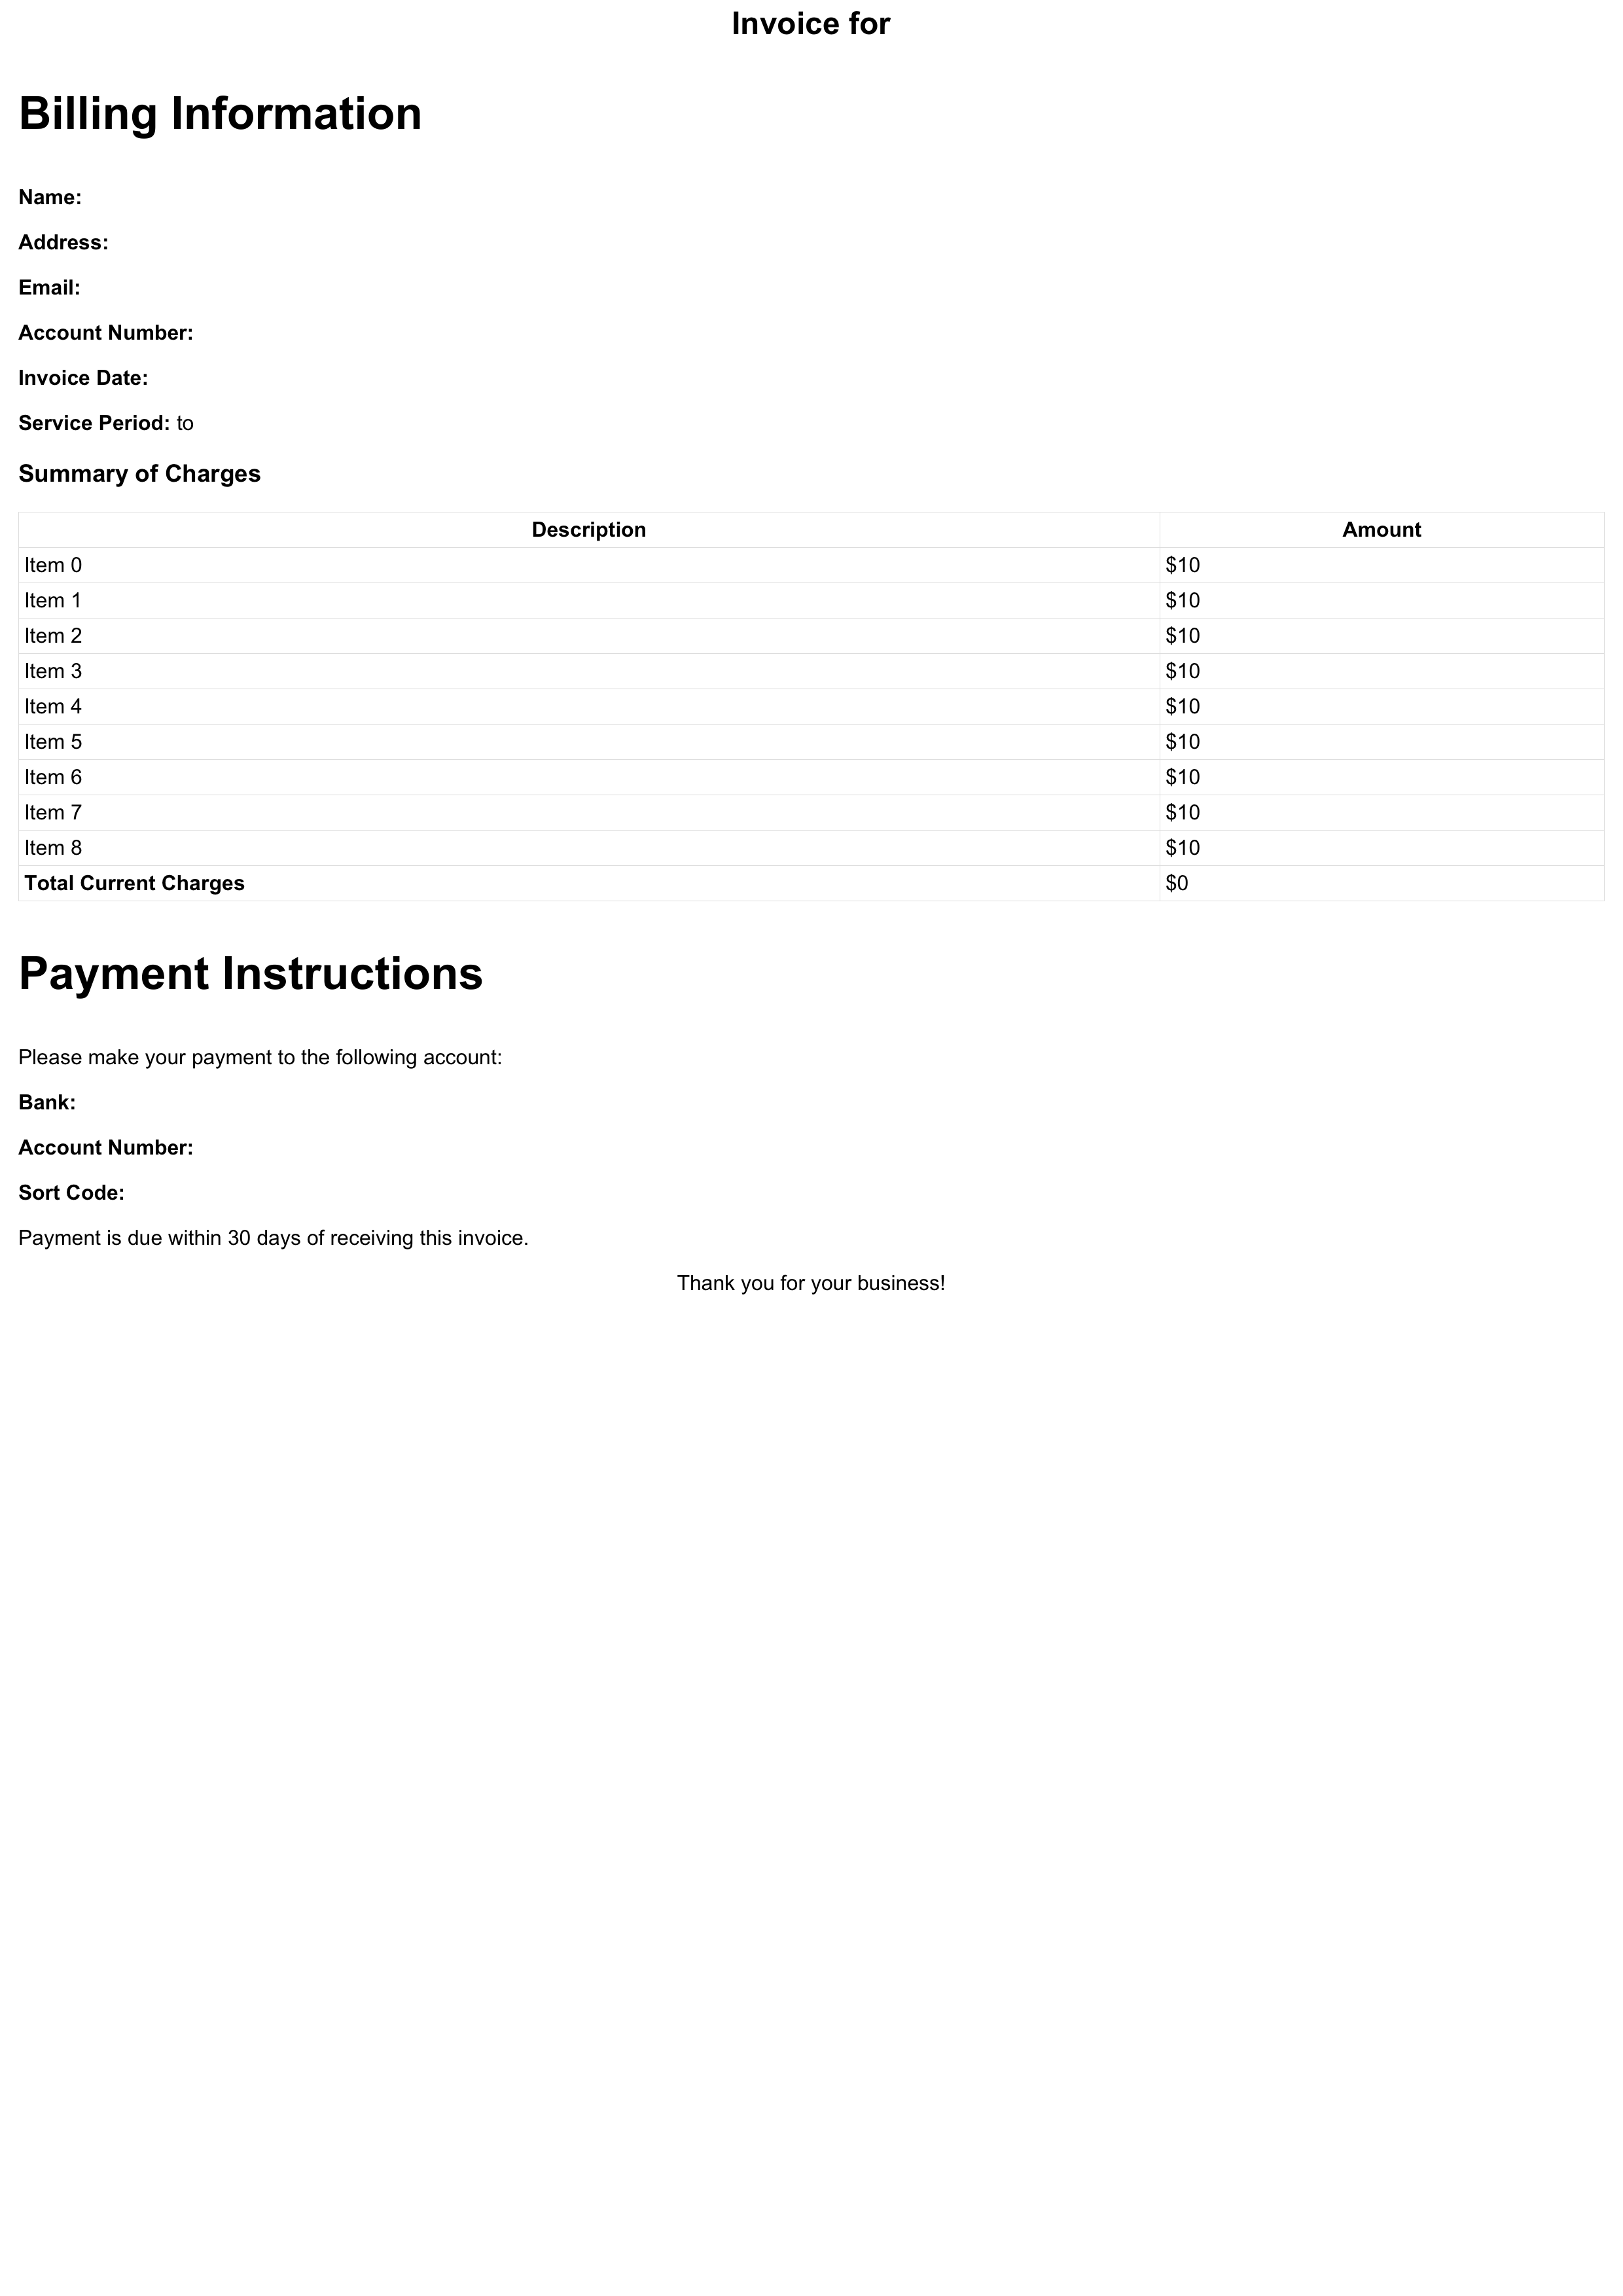 Invoice for
Billing Information
Name:
Address:
Email:
Account Number:
Invoice Date:
Service Period: to
Summary of Charges
Description Amount
Item 0 $10
Item 1 $10
Item 2 $10
Item 3 $10
Item 4 $10
Item 5 $10
Item 6 $10
Item 7 $10
Item 8 $10
Total Current Charges $0
Payment Instructions
Please make your payment to the following account:
Bank:
Account Number:
Sort Code:
Payment is due within 30 days of receiving this invoice.
Thank you for your business!